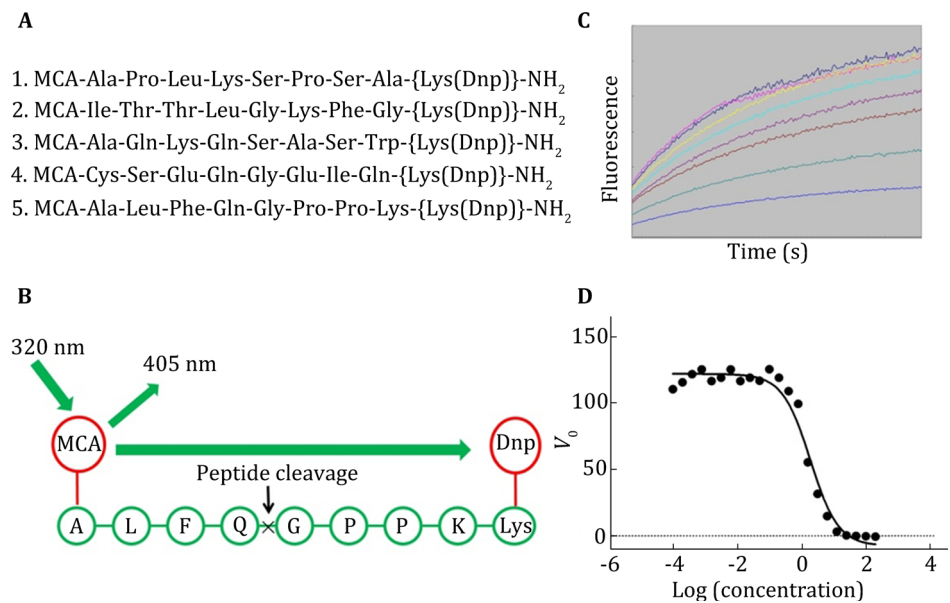 A
1. MCA-Ala-Pro-Leu-Lys-Ser-Pro-Ser-Ala-{Lys(Dnp)}-NH2
2. MCA-Ile-Thr-Thr-Leu-Gly-Lys-Phe-Gly-{Lys(Dnp)}-NH2
3. MCA-Ala-Gln-Lys-Gln-Ser-Ala-Ser-Trp-{Lys(Dnp)}-NH2
4. MCA-Cys-Ser-Glu-Gln-Gly-Glu-Ile-Gln-{Lys(Dnp)}-NH2
5. MCA-Ala-Leu-Phe-Gln-Gly-Pro-Pro-Lys-{Lys(Dnp)}-NH2
B
320 nm
405 nm
MCA
Dnp
Peptide cleavage
A L F Q G P P K Lys
C
Fluorescence
Time (s)
D
V0
150
100
50
0
-6 -4 -2 0 2 4
Log (concentration)